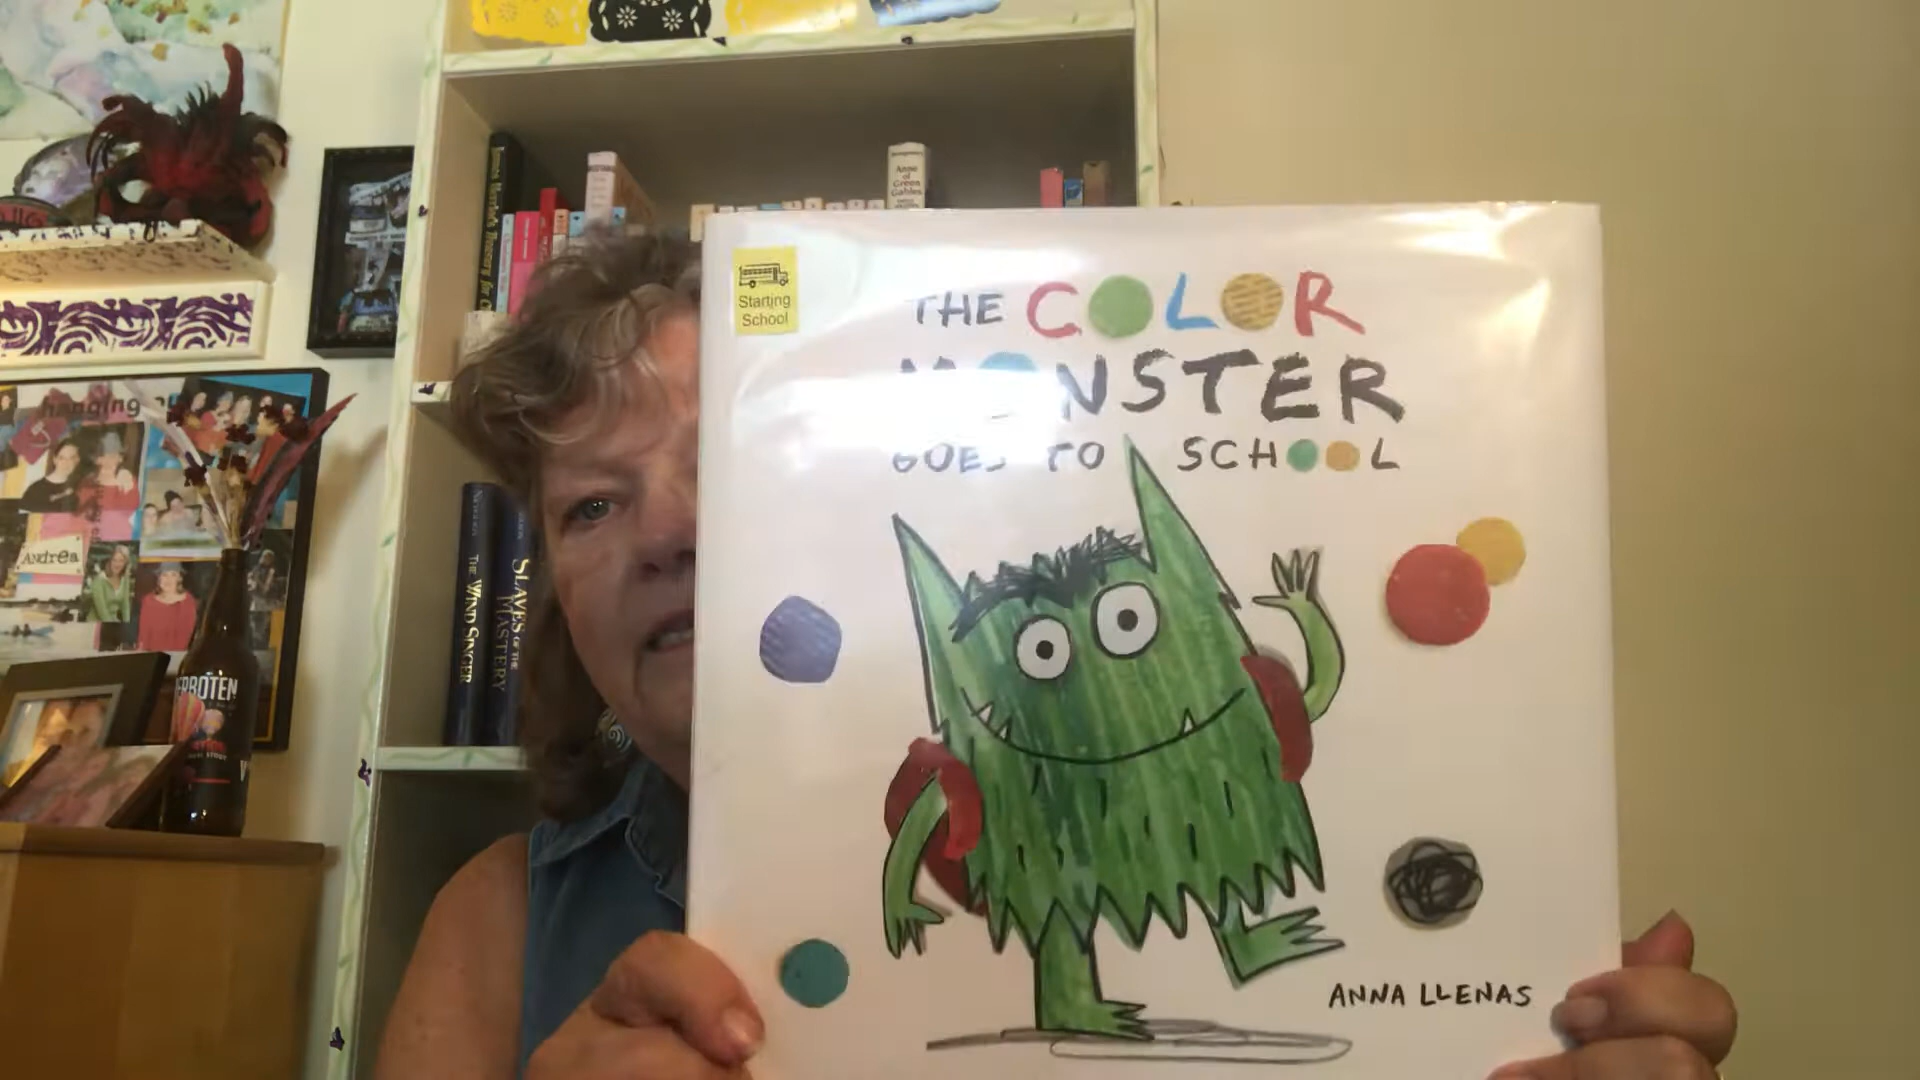 Starting
School
THE COLOR
MONSTER
GOES TO SCHOOL
ANNA LLENAS
Anne
of
Green
Gables
THE WIND SINGER
SLAVES OF THE
MASTERY
hanging
Andrea